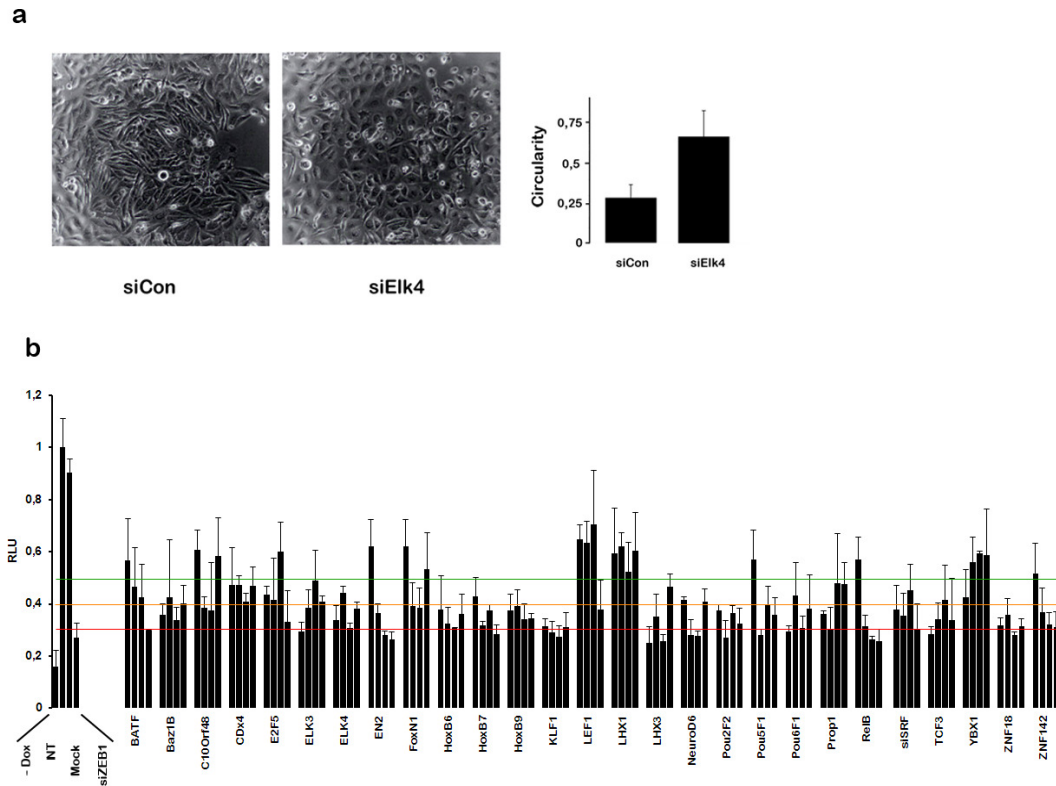 a
0,75
0,5
0,25
0
Circularity
siCon
siElk4
siCon
siElk4
b
1,2
1
0,8
0,6
0,4
0,2
0
RLU
- Dox
NT
Mock
siZEB1
BATF
Baz1B
C10Orf48
CDx4
E2F5
ELK3
ELK4
EN2
FoxN1
HoxB6
HoxB7
HoxB9
KLF1
LEF1
LHX1
LHX3
NeuroD6
Pou2F2
Pou5F1
Pou6F1
Prop1
RelB
siSRF
TCF3
YBX1
ZNF18
ZNF142